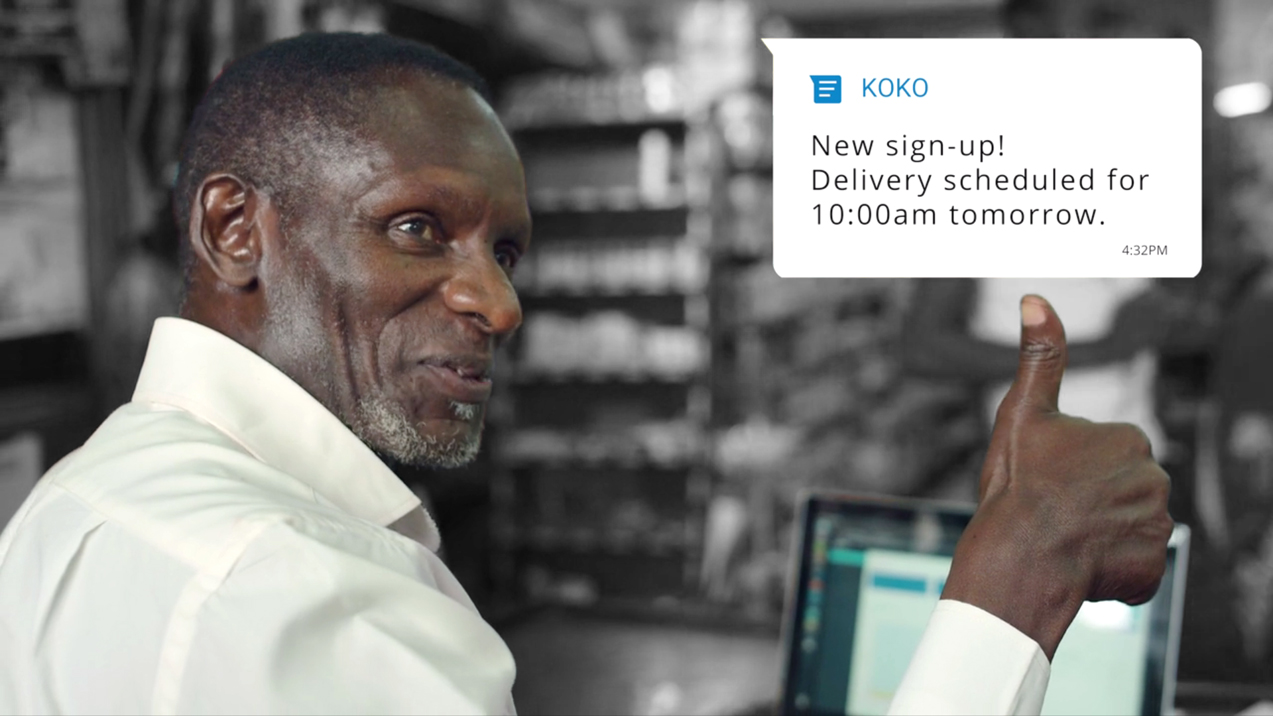 KOKO
New sign-up!
Delivery scheduled for
10:00am tomorrow.
4:32PM